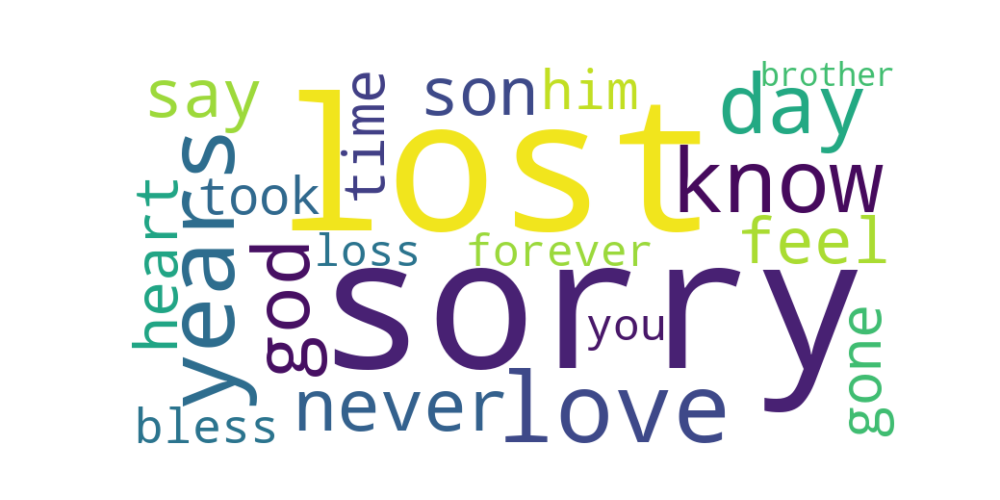 brother
say
time
son
him
day
lost
know
years
took
heart
feel
god
loss
forever
sorry
you
gone
never
love
bless